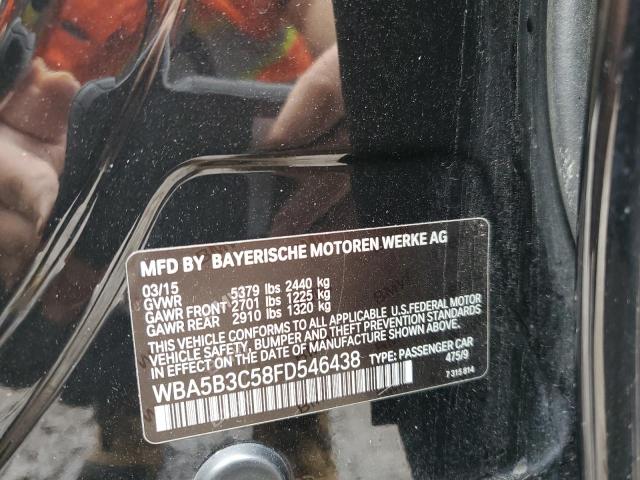 MFD BY BAYERISCHE MOTOREN WERKE AG
03/15
GVWR 5379 lbs 2440 kg
GAWR FRONT 2701 lbs 1225 kg
GAWR REAR 2910 lbs 1320 kg
THIS VEHICLE CONFORMS TO ALL APPLICABLE U.S.FEDERAL MOTOR
VEHICLE SAFETY, BUMPER AND THEFT PREVENTION STANDARDS
IN EFFECT ON THE DATE OF MANUFACTURE SHOWN ABOVE.
WBA5B3C58FD546438 TYPE: PASSENGER CAR
475/9
7 315 814